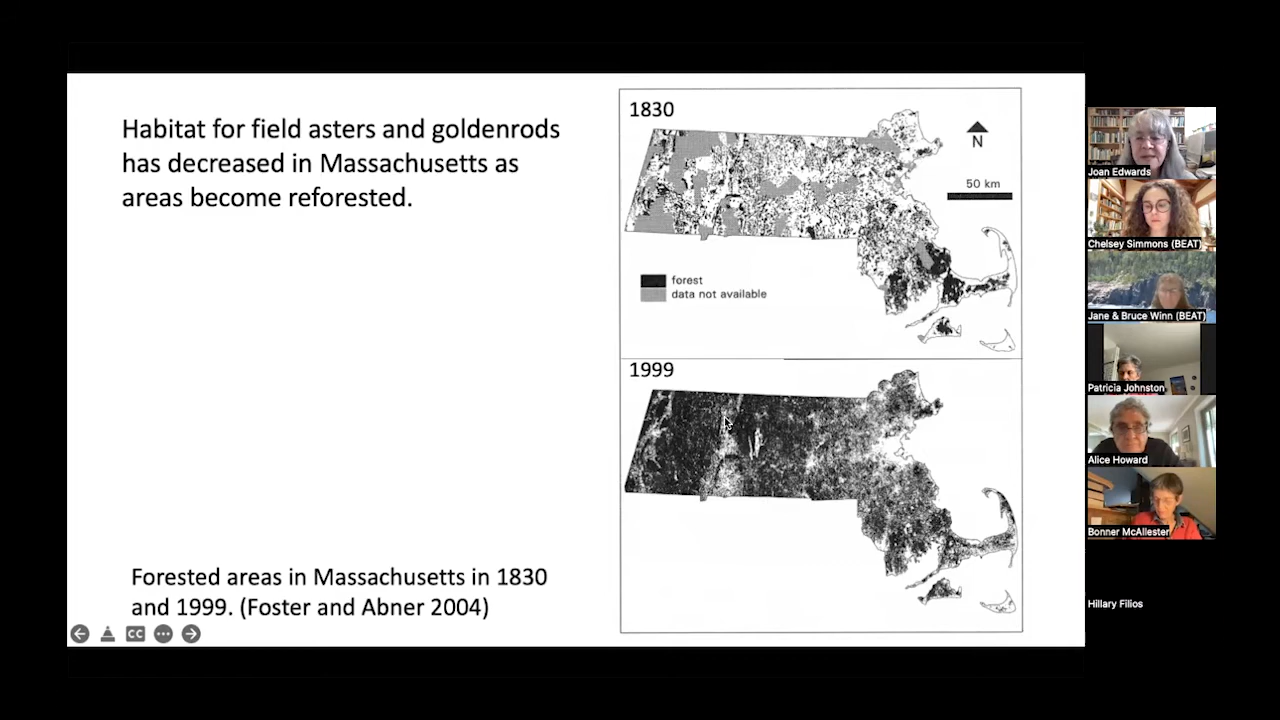 Habitat for field asters and goldenrods
has decreased in Massachusetts as
areas become reforested.
Forested areas in Massachusetts in 1830
and 1999. (Foster and Abner 2004)
CC
1830
N
50 km
forest
data not available
1999
Joan Edwards
Chelsey Simmons (BEAT)
Jane & Bruce Winn (BEAT)
Patricia Johnston
Alice Howard
Bonner McAllester
Hillary Filios